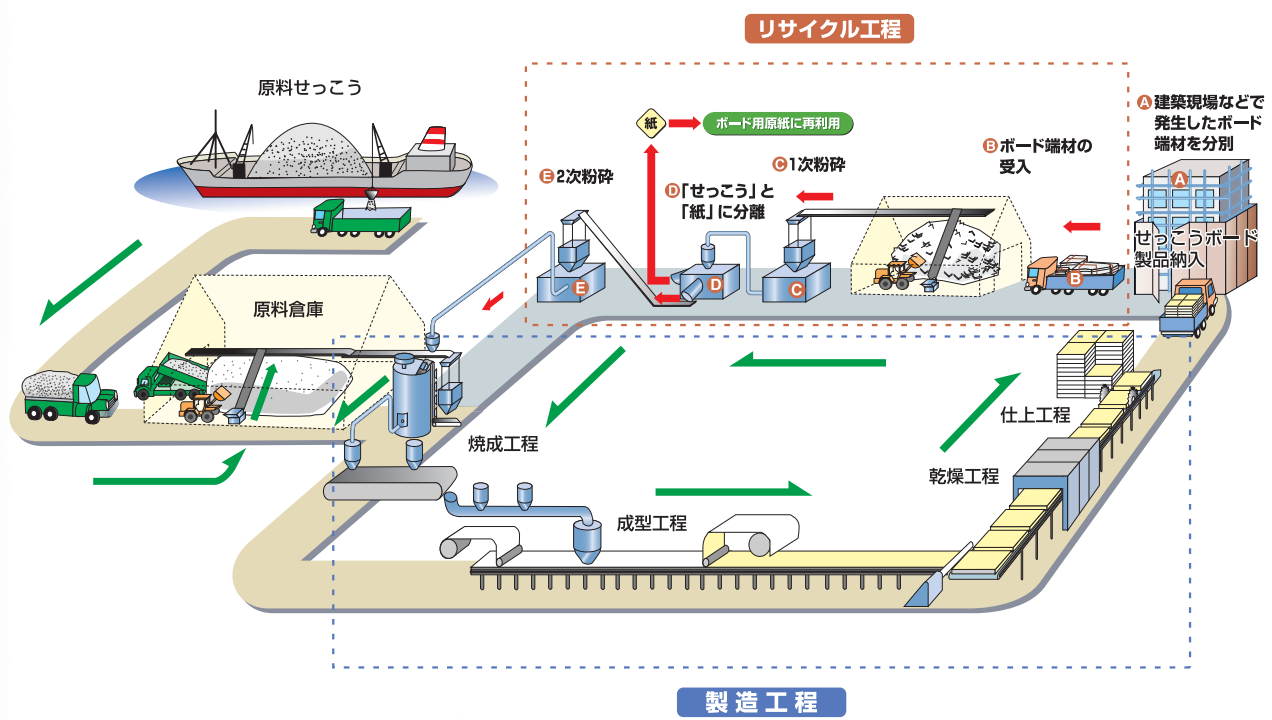 リサイクル工程
原料せっこう
A 建築現場などで
発生したボード
端材を分別
紙
ボード用原紙に再利用
B ボード端材の
受入
C 1次粉砕
E 2次粉砕
D 「せっこう」と
「紙」に分離
A
せっこうボード
製品納入
B
C
D
E
原料倉庫
仕上工程
焼成工程
乾燥工程
成型工程
製造工程